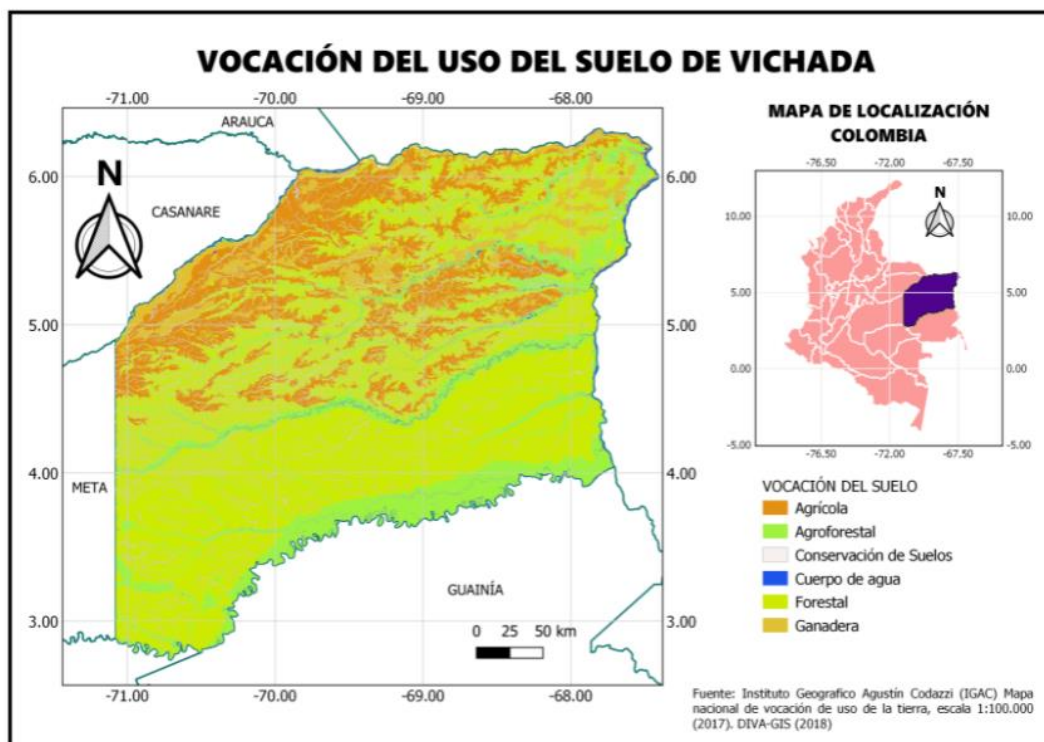 VOCACIÓN DEL USO DEL SUELO DE VICHADA
-71.00 -70.00 -69.00 -68.00
ARAUCA
N
6.00 6.00
CASANARE
5.00 5.00
4.00 4.00
META
GUAINÍA
3.00 3.00
0 25 50 km
-71.00 -70.00 -69.00 -68.00
MAPA DE LOCALIZACIÓN
COLOMBIA
-76.50 -72.00 -67.50
N
10.00 10.00
5.00 5.00
0.00 0.00
-5.00 -5.00
-76.50 -72.00 -67.50
VOCACIÓN DEL SUELO
Agrícola
Agroforestal
Conservación de Suelos
Cuerpo de agua
Forestal
Ganadera
Fuente: Instituto Geografico Agustín Codazzi (IGAC) Mapa
nacional de vocación de uso de la tierra, escala 1:100.000
(2017). DIVA-GIS (2018)